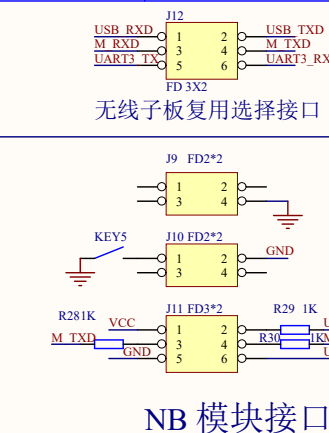 J12
USB_RXD 1 2 USB_TXD
M_RXD 3 4 M_TXD
UART3_TX 5 6 UART3_RX
FD 3X2
无线子板复用选择接口
J9 FD2*2
1 2
3 4
KEY5 J10 FD2*2
1 2 GND
3 4
R281K J11 FD3*2 R29 1K
VCC 1 2
M_TXD 3 4 R30 1K
GND 5 6
NB 模块接口